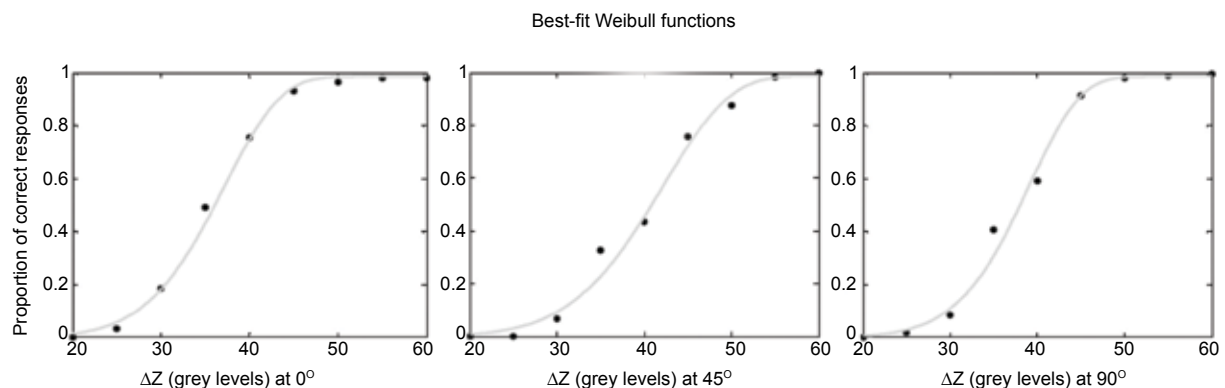 Best-fit Weibull functions
Proportion of correct responses
1
0.8
0.6
0.4
0.2
0
20 30 40 50 60
ΔZ (grey levels) at 0°
1
0.8
0.6
0.4
0.2
0
20 30 40 50 60
ΔZ (grey levels) at 45°
1
0.8
0.6
0.4
0.2
0
20 30 40 50 60
ΔZ (grey levels) at 90°